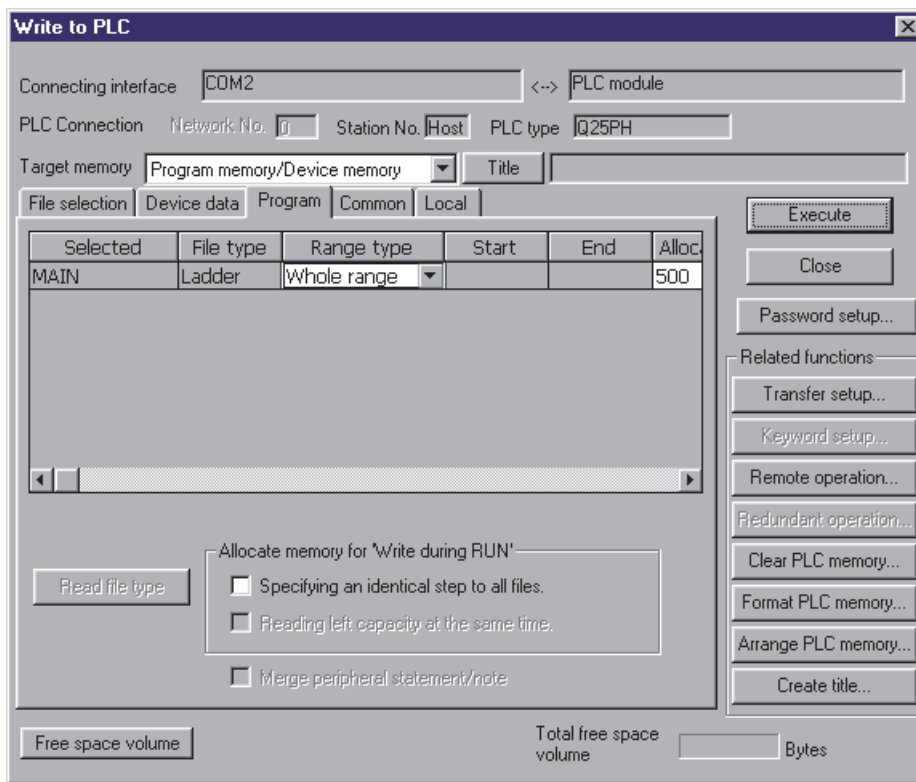 Write to PLC
Connecting interface COM2 <--> PLC module
PLC Connection Network No. 0 Station No. Host PLC type Q25PH
Target memory Program memory/Device memory Title
File selection Device data Program Common Local
Selected File type Range type Start End Alloca
MAIN Ladder Whole range 500
Execute
Close
Password setup...
Related functions
Transfer setup...
Keyword setup...
Remote operation...
Redundant operation...
Clear PLC memory...
Format PLC memory...
Arrange PLC memory...
Create title...
Allocate memory for 'Write during RUN'
Read file type
Specifying an identical step to all files.
Reading left capacity at the same time.
Merge peripheral statement/note
Free space volume
Total free space
volume
Bytes